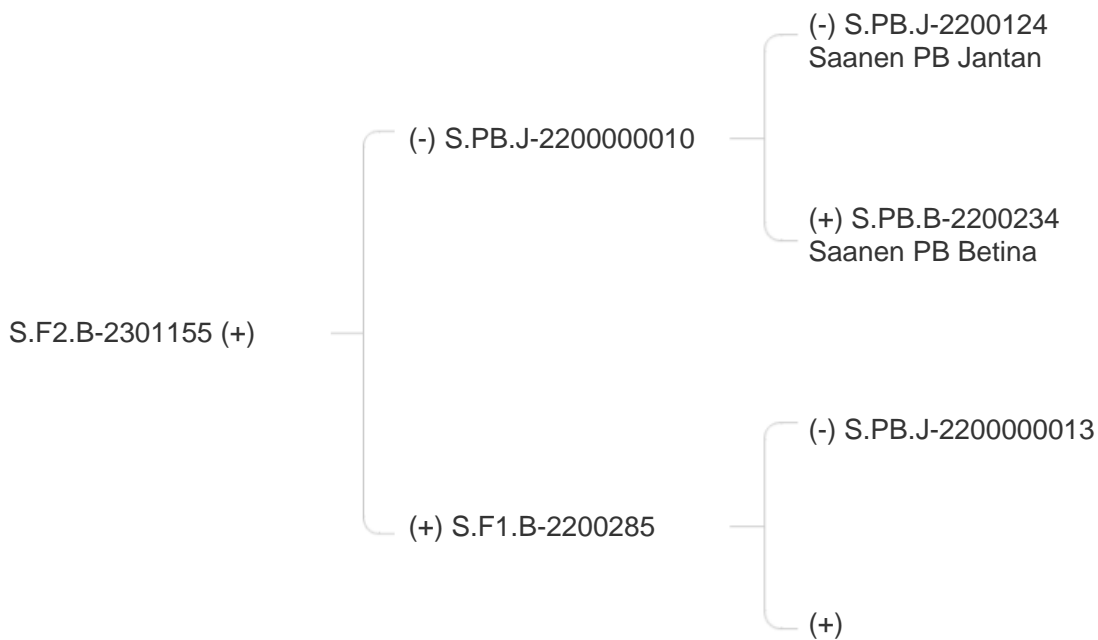 (-) S.PB.J-2200124
Saanen PB Jantan
(-) S.PB.J-2200000010
(+) S.PB.B-2200234
Saanen PB Betina
S.F2.B-2301155 (+)
(-) S.PB.J-2200000013
(+) S.F1.B-2200285
(+)